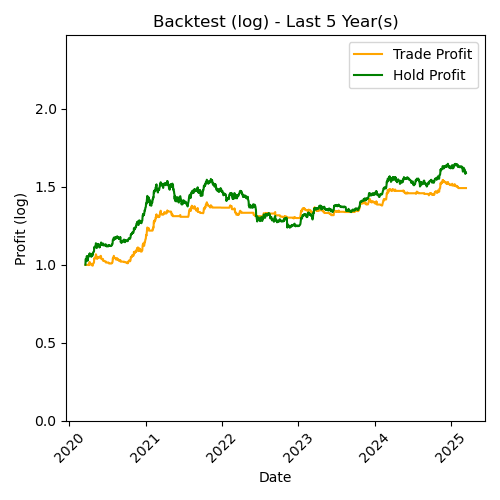 Backtest (log) - Last 5 Year(s)
Trade Profit
Hold Profit
Profit (log)
2.0
1.5
1.0
0.5
0.0
2020
2021
2022
2023
2024
2025
Date